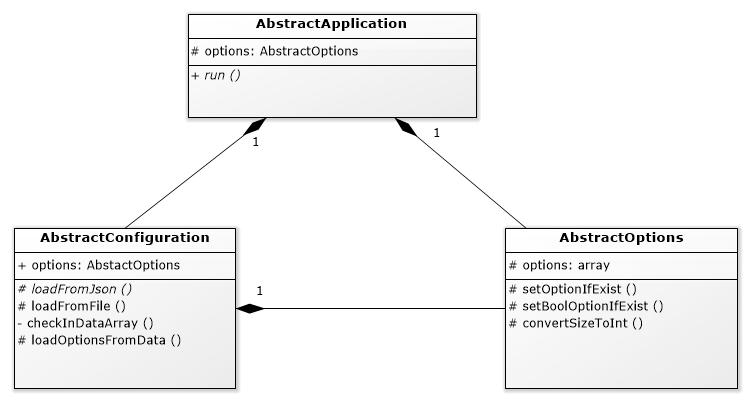 AbstractApplication
# options: AbstractOptions
+ run ()
1
1
AbstractConfiguration
+ options: AbstactOptions
# loadFromJson ()
# loadFromFile ()
- checkInDataArray ()
# loadOptionsFromData ()
1
AbstractOptions
# options: array
# setOptionIfExist ()
# setBoolOptionIfExist ()
# convertSizeToInt ()